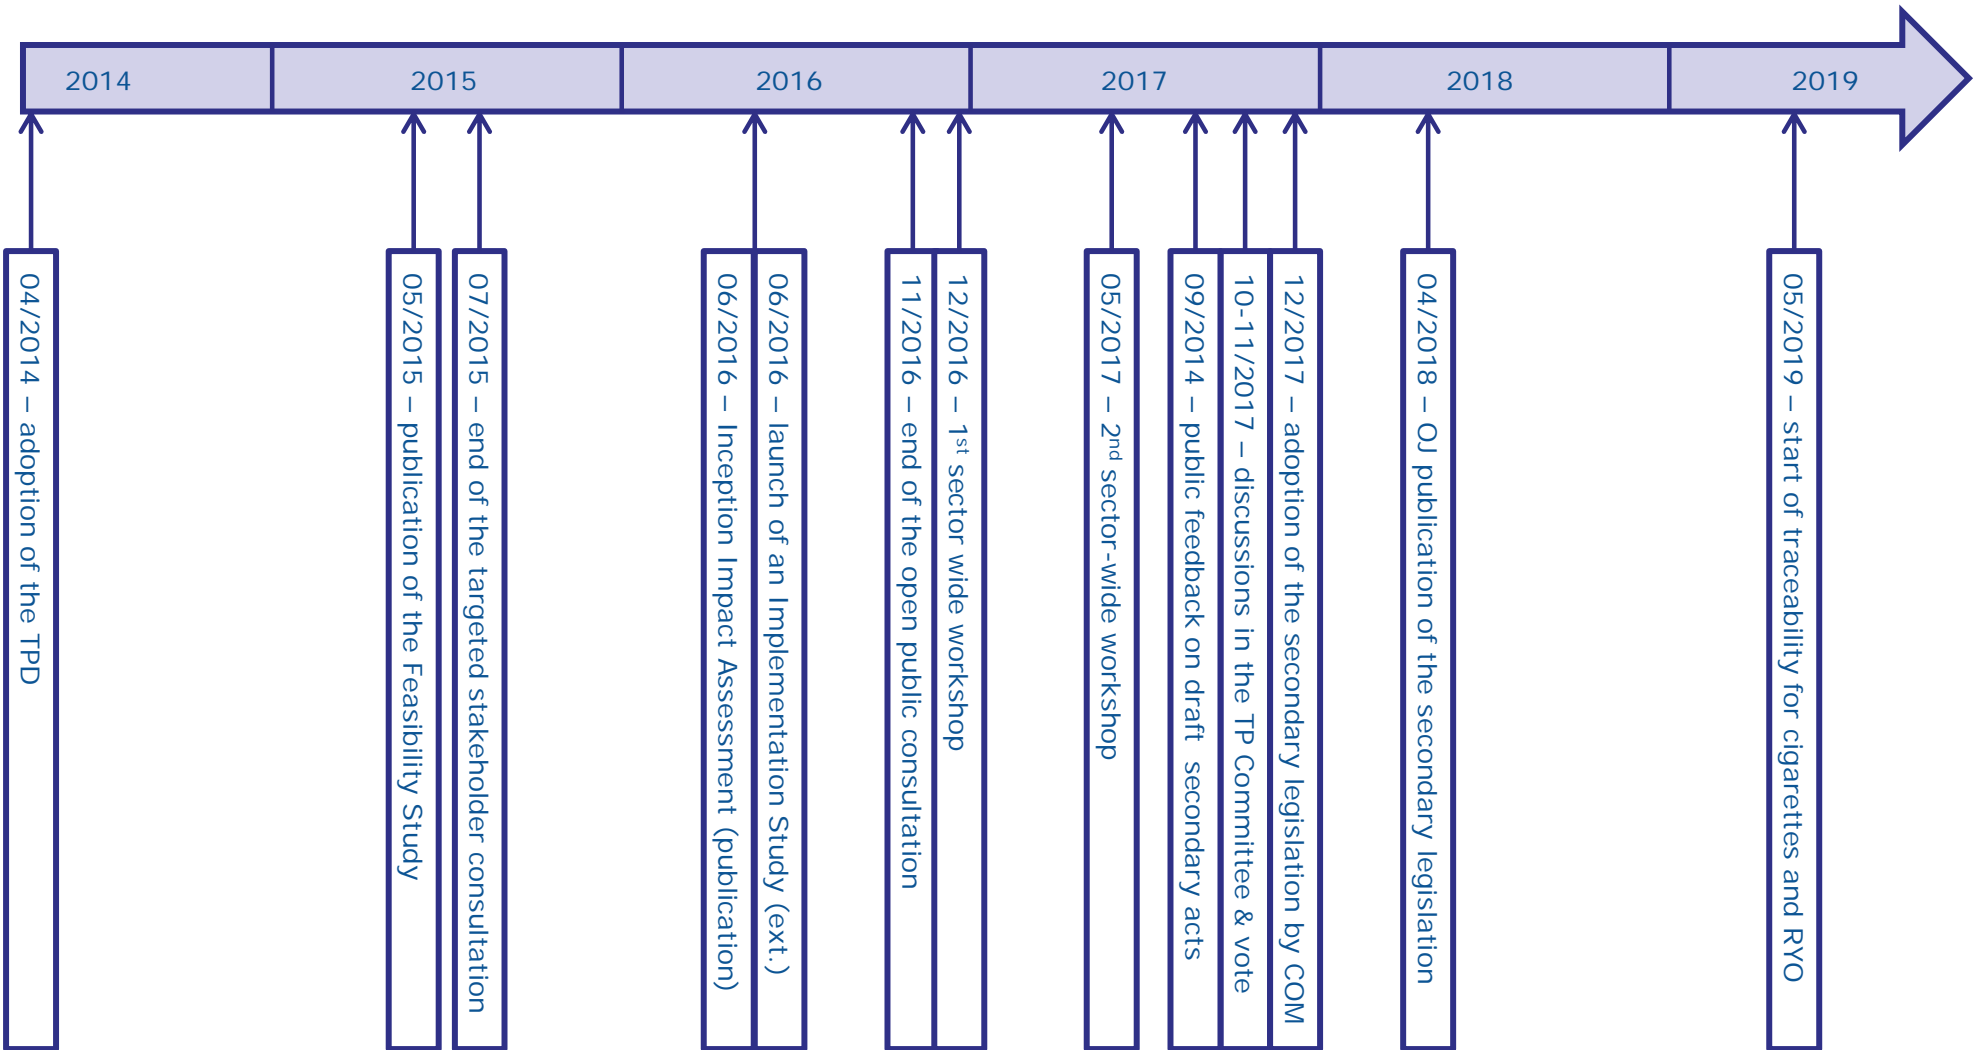 2014
2015
2016
2017
2018
2019
04/2014 – adoption of the TPD
05/2015 – publication of the Feasibility Study
07/2015 – end of the targeted stakeholder consultation
06/2016 – Inception Impact Assessment (publication)
06/2016 – launch of an Implementation Study (ext.)
11/2016 – end of the open public consultation
12/2016 – 1st sector wide workshop
05/2017 – 2nd sector-wide workshop
09/2014 – public feedback on draft  secondary acts
10-11/2017 – discussions in the TP Committee & vote
12/2017 – adoption of the secondary legislation by COM
04/2018 – OJ publication of the secondary legislation
05/2019 – start of traceability for cigarettes and RYO